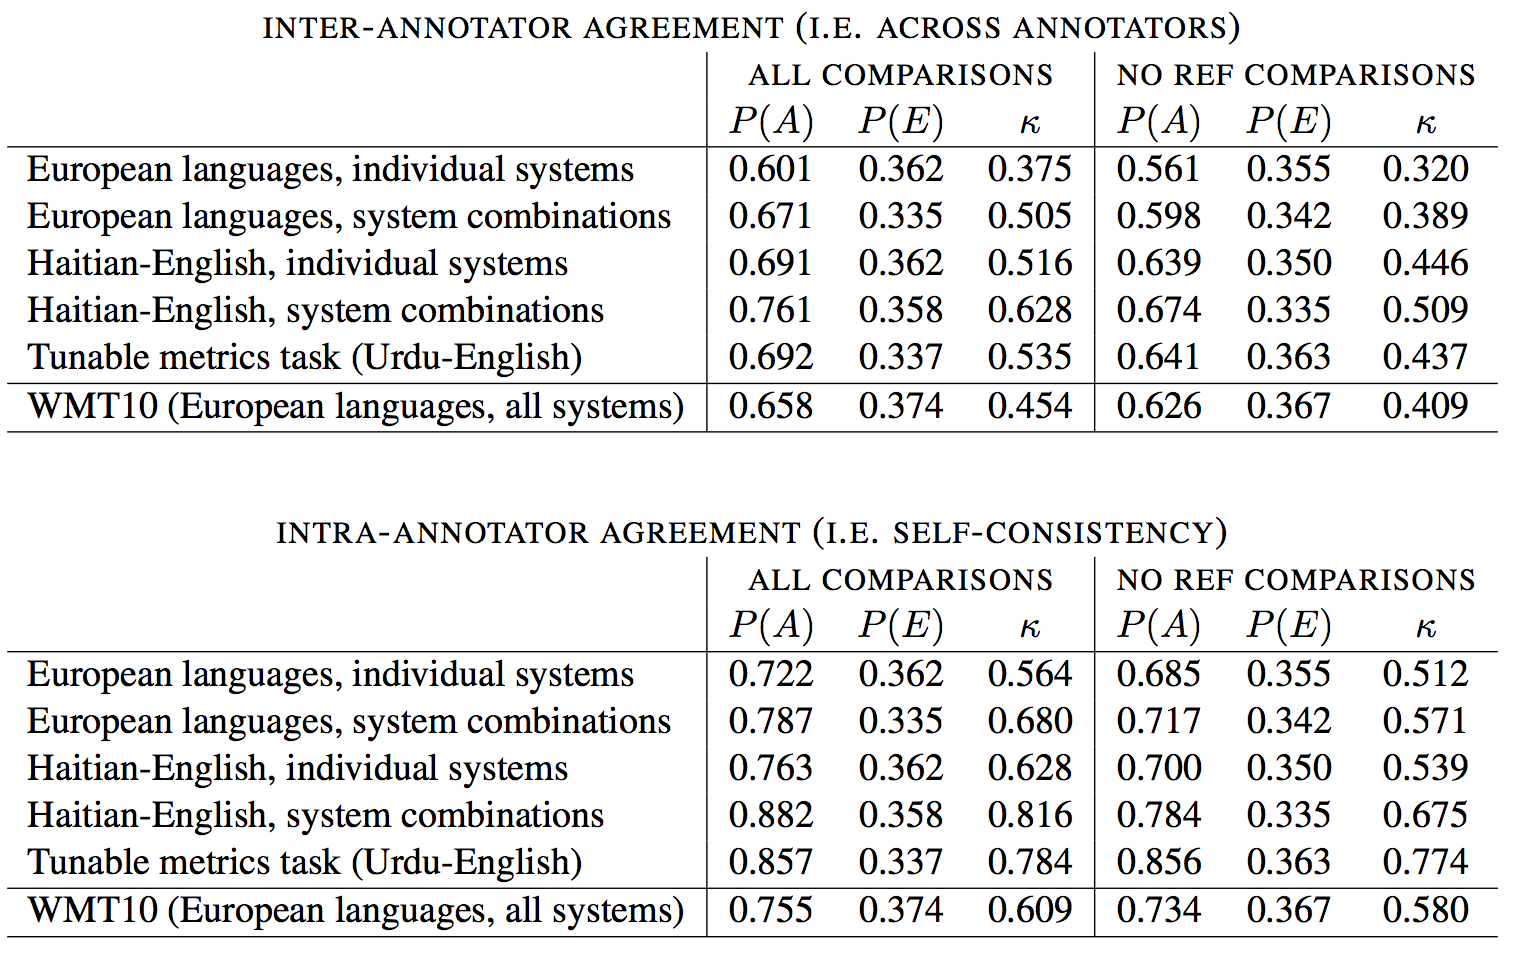 INTER-ANNOTATOR AGREEMENT (I.E. ACROSS ANNOTATORS)
ALL COMPARISONS NO REF COMPARISONS
P(A) P(E) κ P(A) P(E) κ
European languages, individual systems 0.601 0.362 0.375 0.561 0.355 0.320
European languages, system combinations 0.671 0.335 0.505 0.598 0.342 0.389
Haitian-English, individual systems 0.691 0.362 0.516 0.639 0.350 0.446
Haitian-English, system combinations 0.761 0.358 0.628 0.674 0.335 0.509
Tunable metrics task (Urdu-English) 0.692 0.337 0.535 0.641 0.363 0.437
WMT10 (European languages, all systems) 0.658 0.374 0.454 0.626 0.367 0.409
INTRA-ANNOTATOR AGREEMENT (I.E. SELF-CONSISTENCY)
ALL COMPARISONS NO REF COMPARISONS
P(A) P(E) κ P(A) P(E) κ
European languages, individual systems 0.722 0.362 0.564 0.685 0.355 0.512
European languages, system combinations 0.787 0.335 0.680 0.717 0.342 0.571
Haitian-English, individual systems 0.763 0.362 0.628 0.700 0.350 0.539
Haitian-English, system combinations 0.882 0.358 0.816 0.784 0.335 0.675
Tunable metrics task (Urdu-English) 0.857 0.337 0.784 0.856 0.363 0.774
WMT10 (European languages, all systems) 0.755 0.374 0.609 0.734 0.367 0.580